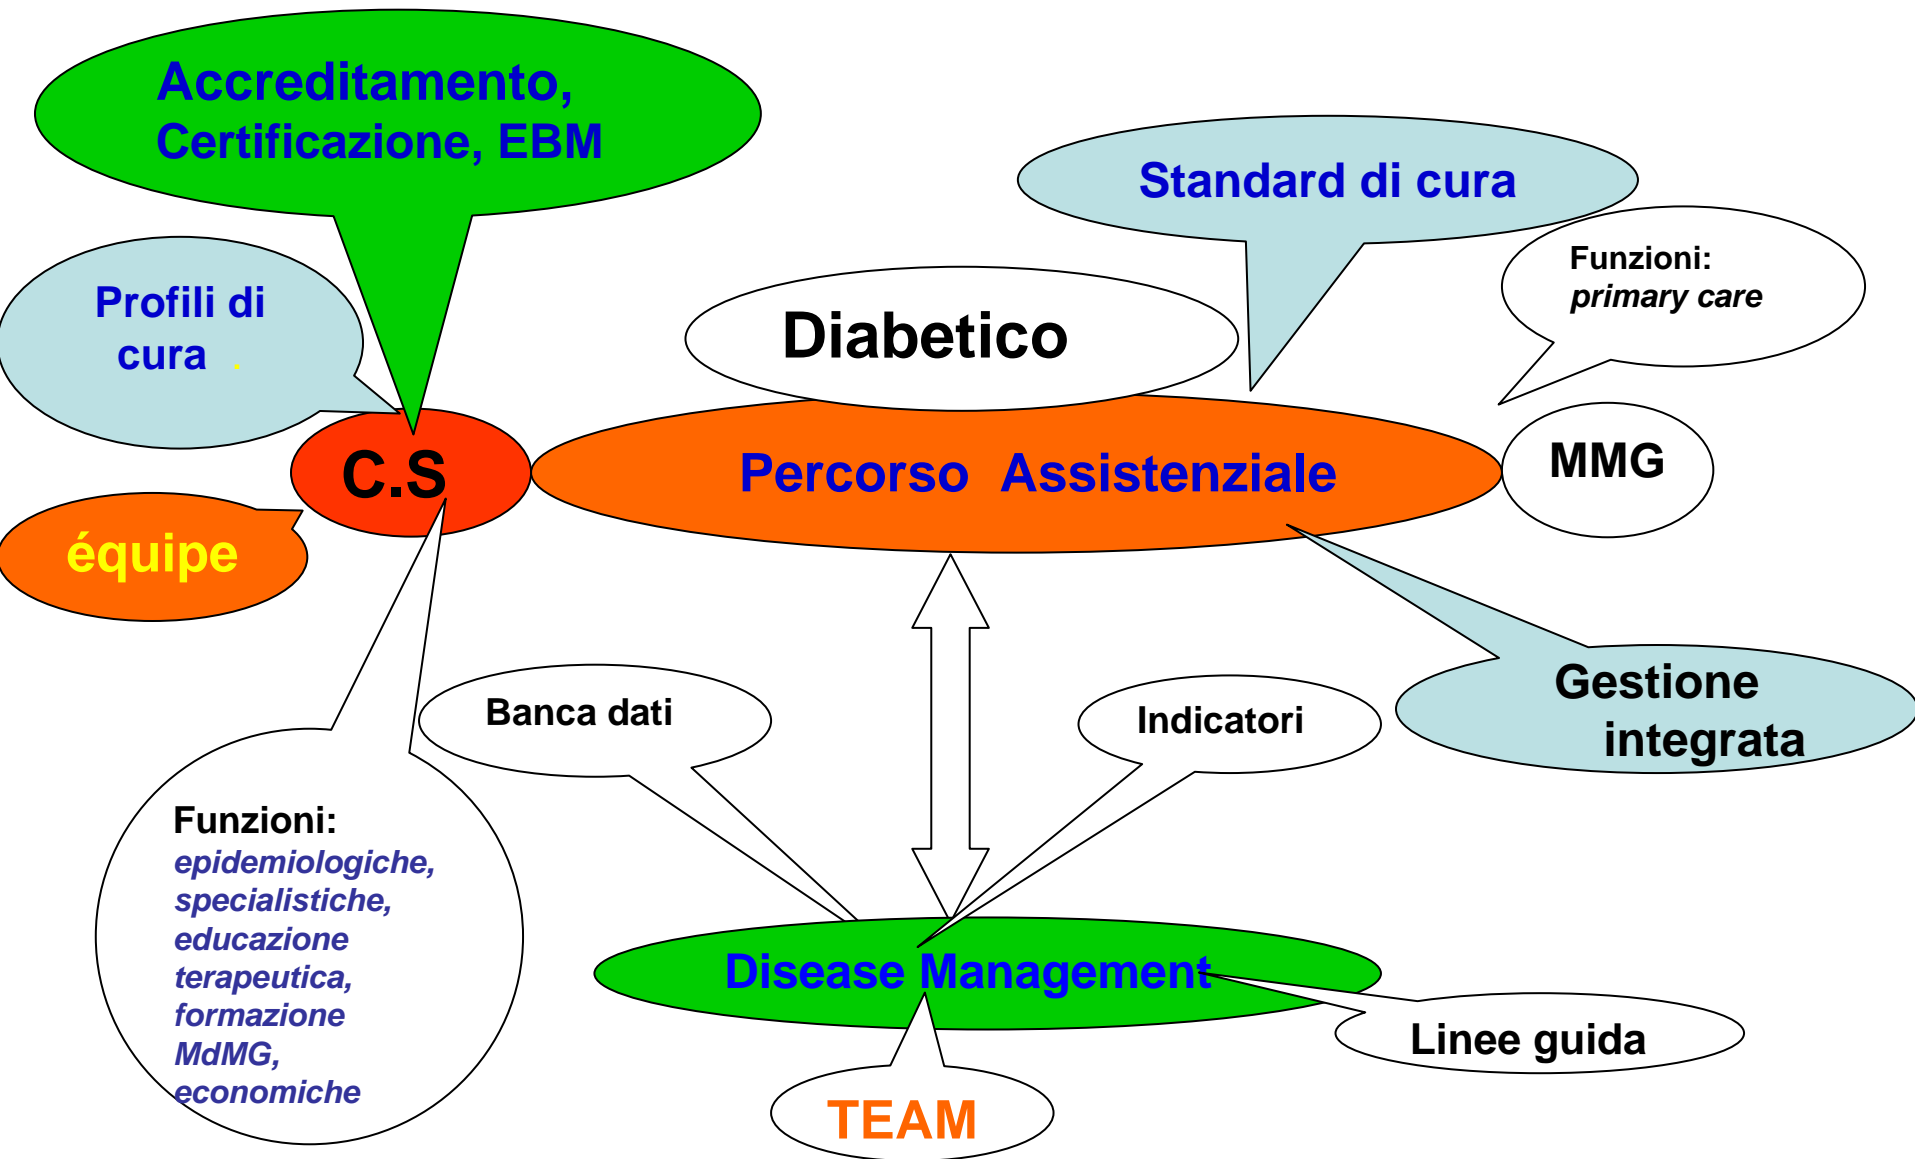 Accreditamento,
Certificazione, EBM
Standard di cura
Funzioni:
primary care
Profili di
cura .
Diabetico
C.S
Percorso Assistenziale
MMG
équipe
Gestione
integrata
Banca dati
Indicatori
Funzioni:
epidemiologiche,
specialistiche,
educazione
terapeutica,
formazione
MdMG,
economiche
Disease Management
Linee guida
TEAM